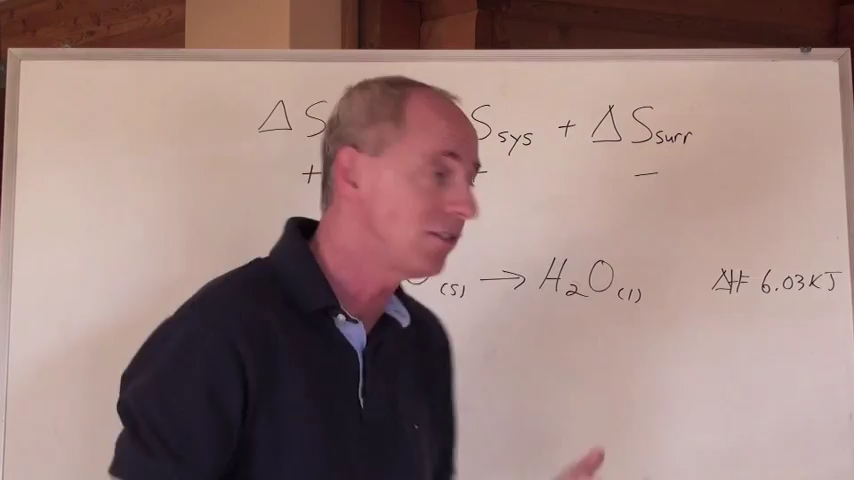 ΔS Ssys + ΔSsurr
+ –
(s) → H₂O(l) ΔH= 6.03KJ